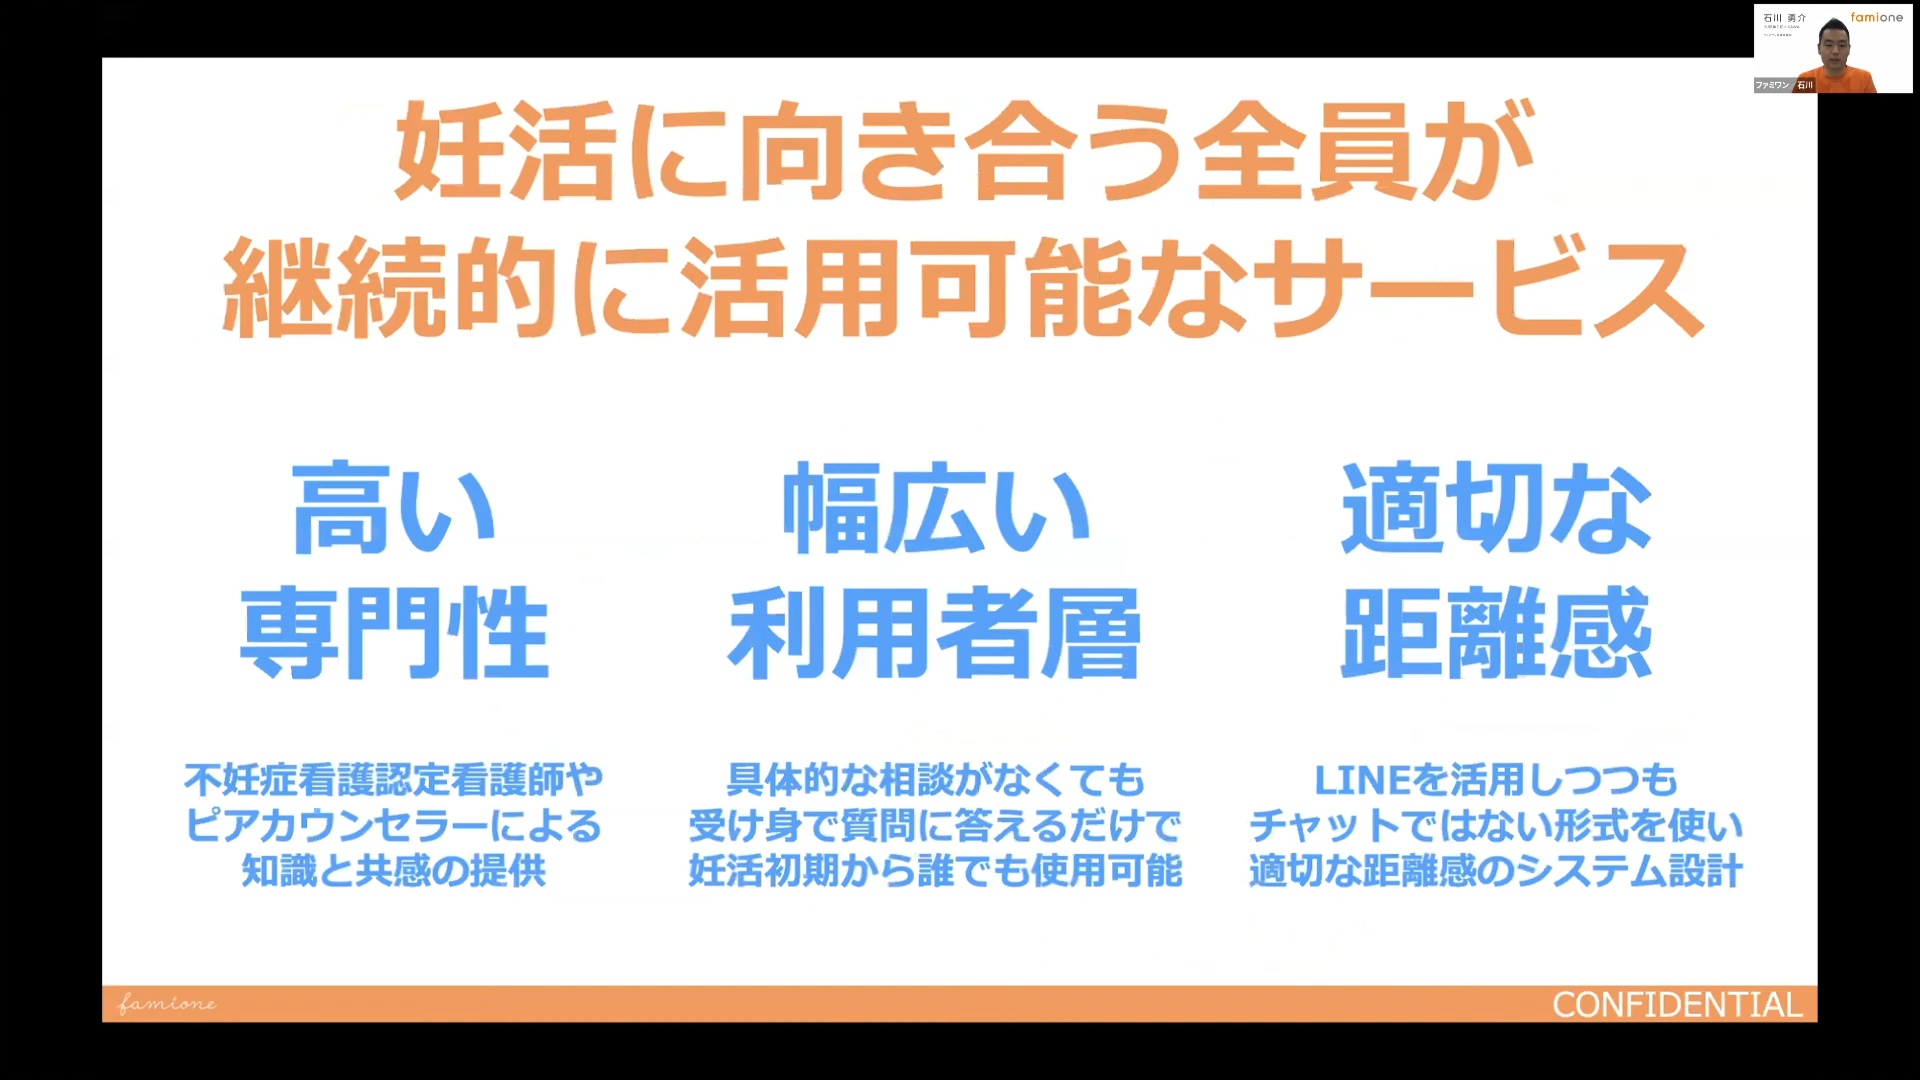 石川 勇介
famione
ファミワン 石川
妊活に向き合う全員が
継続的に活用可能なサービス
高い
専門性
幅広い
利用者層
適切な
距離感
不妊症看護認定看護師や
ピアカウンセラーによる
知識と共感の提供
具体的な相談がなくても
受け身で質問に答えるだけで
妊活初期から誰でも使用可能
LINEを活用しつつも
チャットではない形式を使い
適切な距離感のシステム設計
famione
CONFIDENTIAL